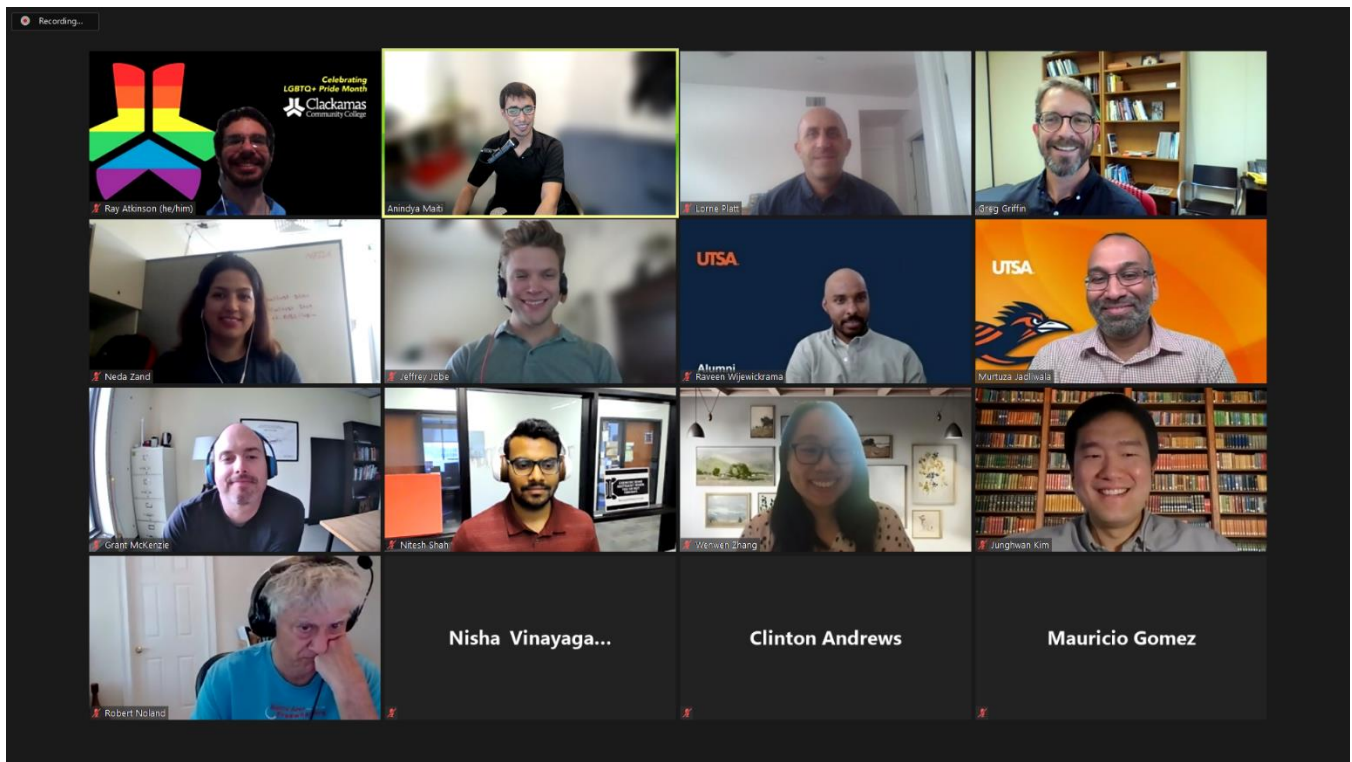 Recording...
Celebrating
LGBTQ+ Pride Month
Clackamas
Community College
Ray Atkinson (he/him)
Anindya Maiti
Lorne Platt
Greg Griffin
UTSA
UTSA
Alumni
Neda Zand
Jeffrey Jobe
Raveen Wijewickrama
Murtuza Jadliwala
Grant McKenzie
Nitesh Shah
Wenwen Zhang
Junghwan Kim
Robert Noland
Nisha Vinayaga...
Clinton Andrews
Mauricio Gomez